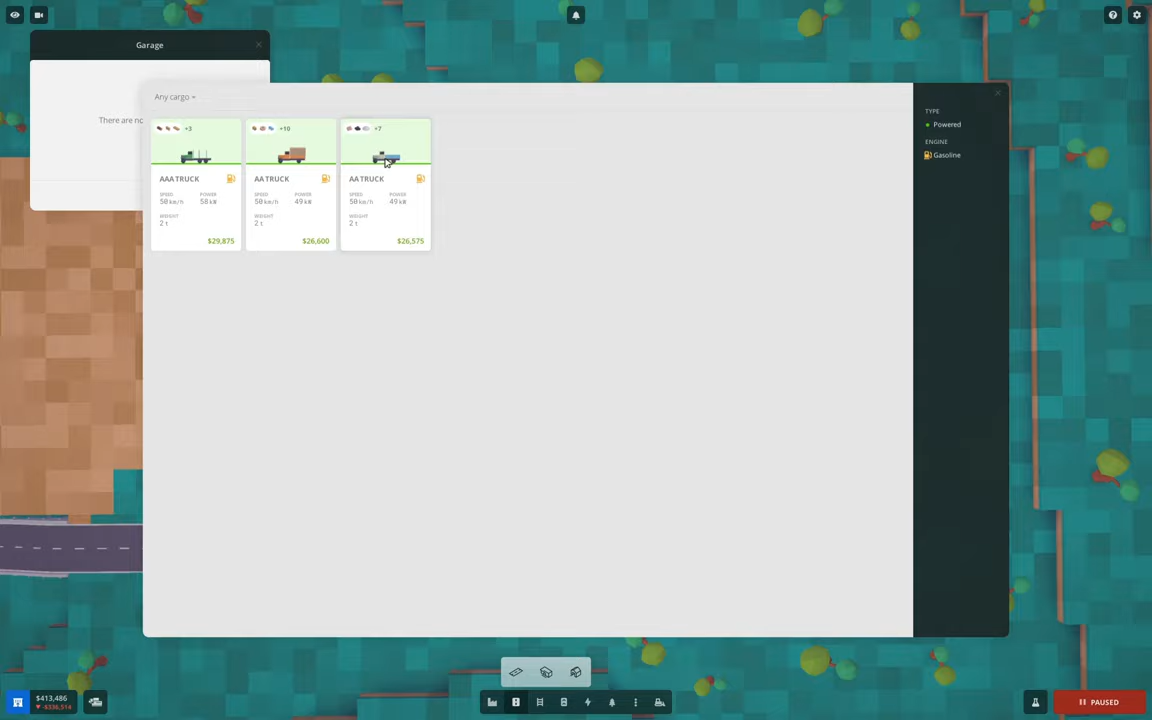 Garage
There are no
Any cargo
+3
+10
+7
AAA TRUCK
AA TRUCK
AA TRUCK
SPEED
POWER
SPEED
POWER
SPEED
POWER
50 km/h
58 kW
50 km/h
49 kW
50 km/h
49 kW
WEIGHT
WEIGHT
WEIGHT
2 t
2 t
2 t
$29,875
$26,600
$26,575
TYPE
Powered
ENGINE
Gasoline
$413,486
-$336,514
PAUSED